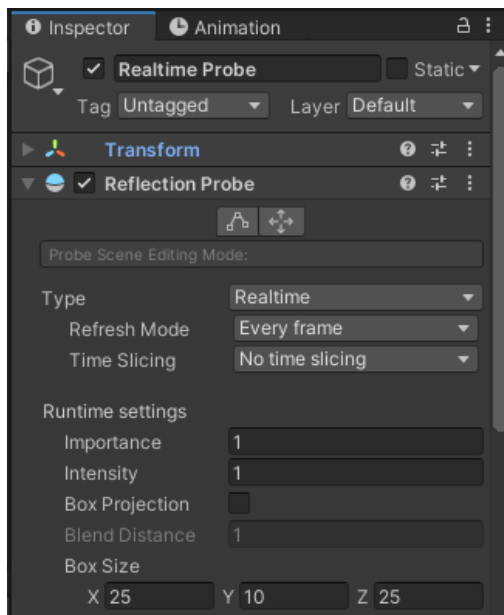 Inspector Animation
Realtime Probe Static
Tag Untagged Layer Default
Transform
Reflection Probe
Probe Scene Editing Mode:
Type Realtime
Refresh Mode Every frame
Time Slicing No time slicing
Runtime settings
Importance 1
Intensity 1
Box Projection
Blend Distance 1
Box Size
X 25 Y 10 Z 25